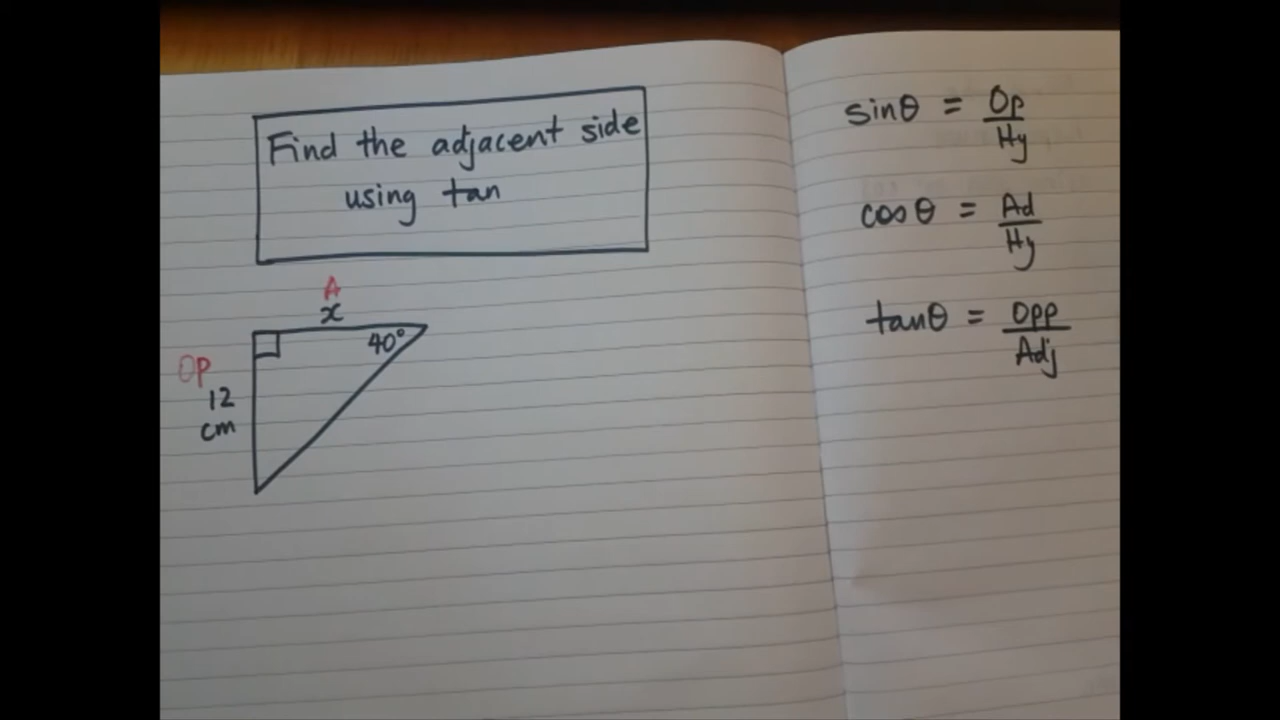 Find the adjacent side
using tan
A
x
40°
Op
12
cm
sinθ = Op/Hy
cosθ = Ad/Hy
tanθ = Opp/Adj